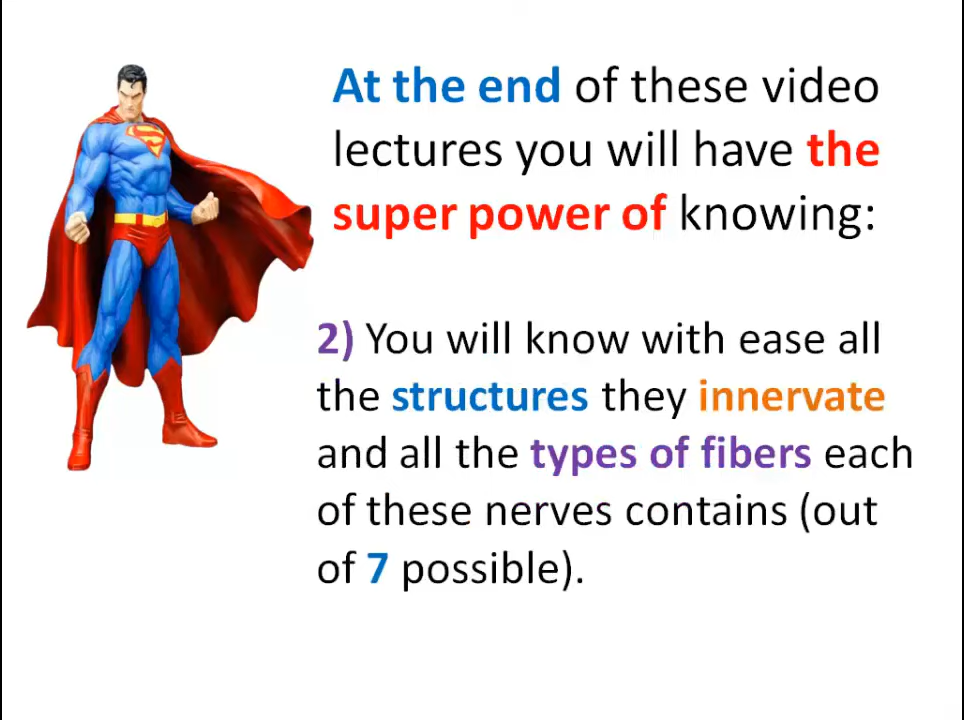 At the end of these video
lectures you will have the
super power of knowing:
2) You will know with ease all
the structures they innervate
and all the types of fibers each
of these nerves contains (out
of 7 possible).